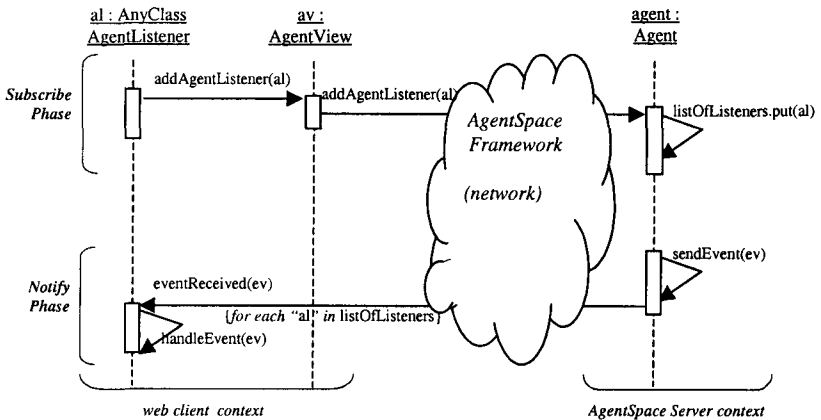 al : AnyClass
AgentListener
av :
AgentView
agent :
Agent
Subscribe
Phase
addAgentListener(al)
addAgentListener(al)
listOfListeners.put(al)
AgentSpace
Framework
(network)
Notify
Phase
sendEvent(ev)
eventReceived(ev)
{for each "al" in listOfListeners}
handleEvent(ev)
web client context
AgentSpace Server context